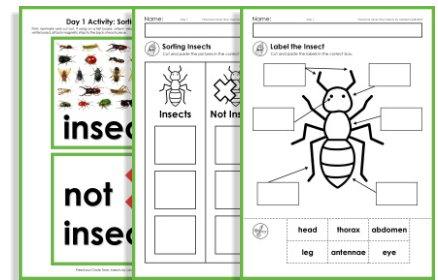 Day 1 Activity: Sorti
insec
not
insec
Name:
Sorting Insects
Cut and paste the pictures in the correct
Insects
Not Ins
Name:
Label the Insect
Cut and paste the labels in the correct box.
head thorax abdomen
leg antennae eye